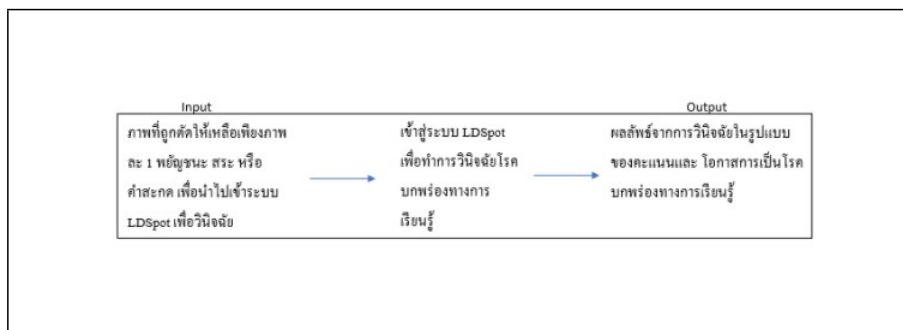 Input
Output
ภาพที่ถูกตัดให้เหลือเพียงภาพ
ละ 1 พยัญชนะ สระ หรือ
คำสะกด เพื่อนำไปเข้าระบบ
LDSpot เพื่อวินิจฉัย
เข้าสู่ระบบ LDSpot
เพื่อทำการวินิจฉัยโรค
บกพร่องทางการ
เรียนรู้
ผลลัพธ์จากการวินิจฉัยในรูปแบบ
ของคะแนนและ โอกาสการเป็นโรค
บกพร่องทางการเรียนรู้